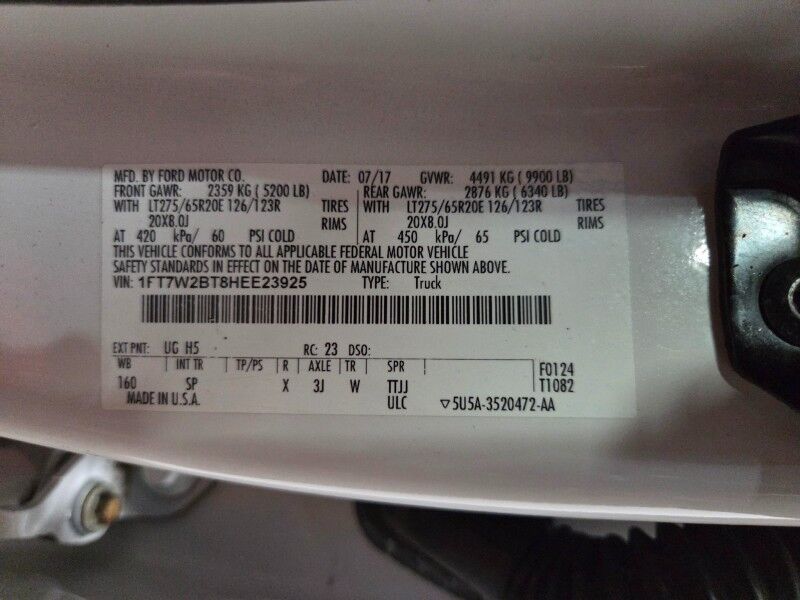 MFD. BY FORD MOTOR CO. DATE: 07/17 GVWR: 4491 KG ( 9900 LB)
FRONT GAWR: 2359 KG ( 5200 LB) REAR GAWR: 2876 KG ( 6340 LB)
WITH LT275/65R20E 126/123R TIRES WITH LT275/65R20E 126/123R TIRES
20X8.0J RIMS 20X8.0J RIMS
AT 420 kPa/ 60 PSI COLD AT 450 kPa/ 65 PSI COLD
THIS VEHICLE CONFORMS TO ALL APPLICABLE FEDERAL MOTOR VEHICLE
SAFETY STANDARDS IN EFFECT ON THE DATE OF MANUFACTURE SHOWN ABOVE.
VIN: 1FT7W2BT8HEE23925 TYPE: Truck
EXT PNT: UG H5 RC: 23 DSO:
WB INT TR TP/PS R AXLE TR SPR F0124
160 SP X 3J W TTJJ T1082
MADE IN U.S.A. ULC ▽5U5A-3520472-AA